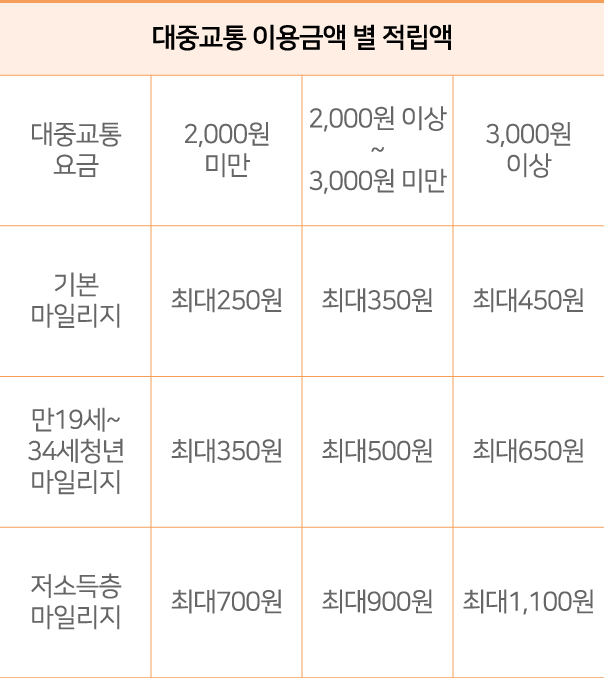 대중교통 이용금액 별 적립액
대중교통
요금
2,000원
미만
2,000원 이상
~
3,000원 미만
3,000원
이상
기본
마일리지
최대250원
최대350원
최대450원
만19세~
34세청년
마일리지
최대350원
최대500원
최대650원
저소득층
마일리지
최대700원
최대900원
최대1,100원